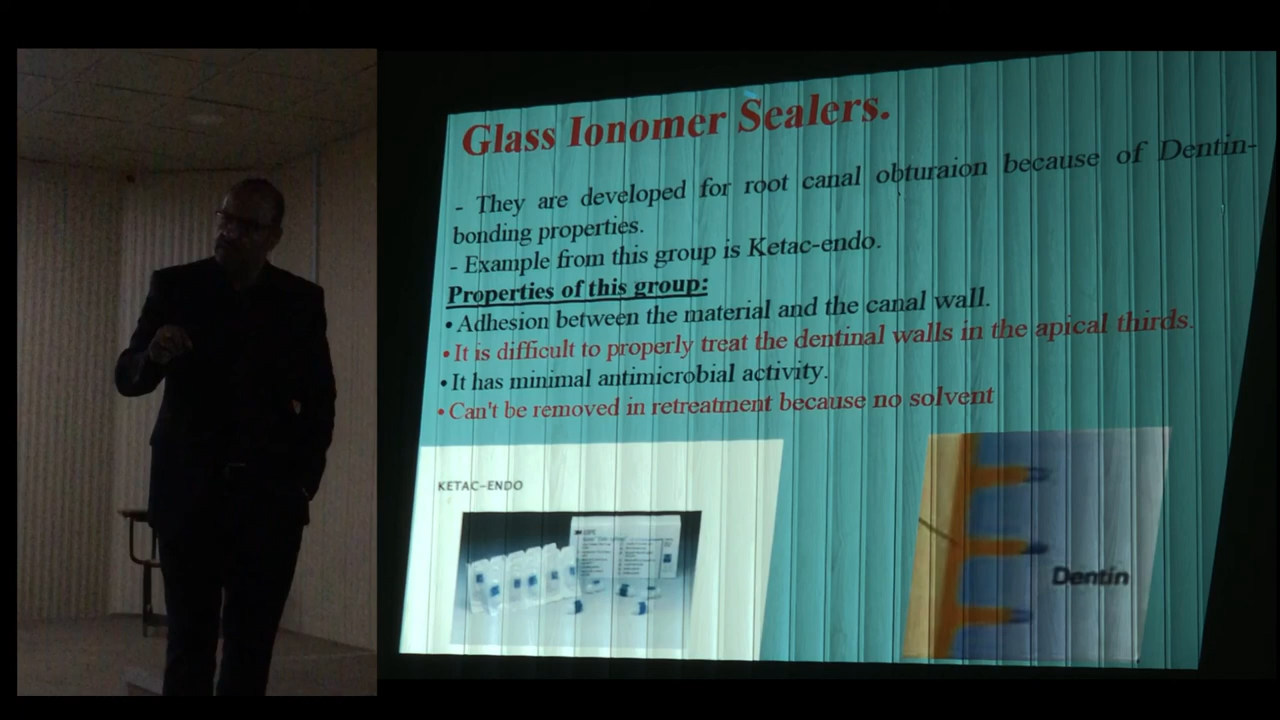 Glass Ionomer Sealers.
- They are developed for root canal obturaion because of Dentin-
bonding properties.
- Example from this group is Ketac-endo.
Properties of this group:
• Adhesion between the material and the canal wall.
• It is difficult to properly treat the dentinal walls in the apical thirds.
• It has minimal antimicrobial activity.
• Can't be removed in retreatment because no solvent
KETAC-ENDO
Dentin